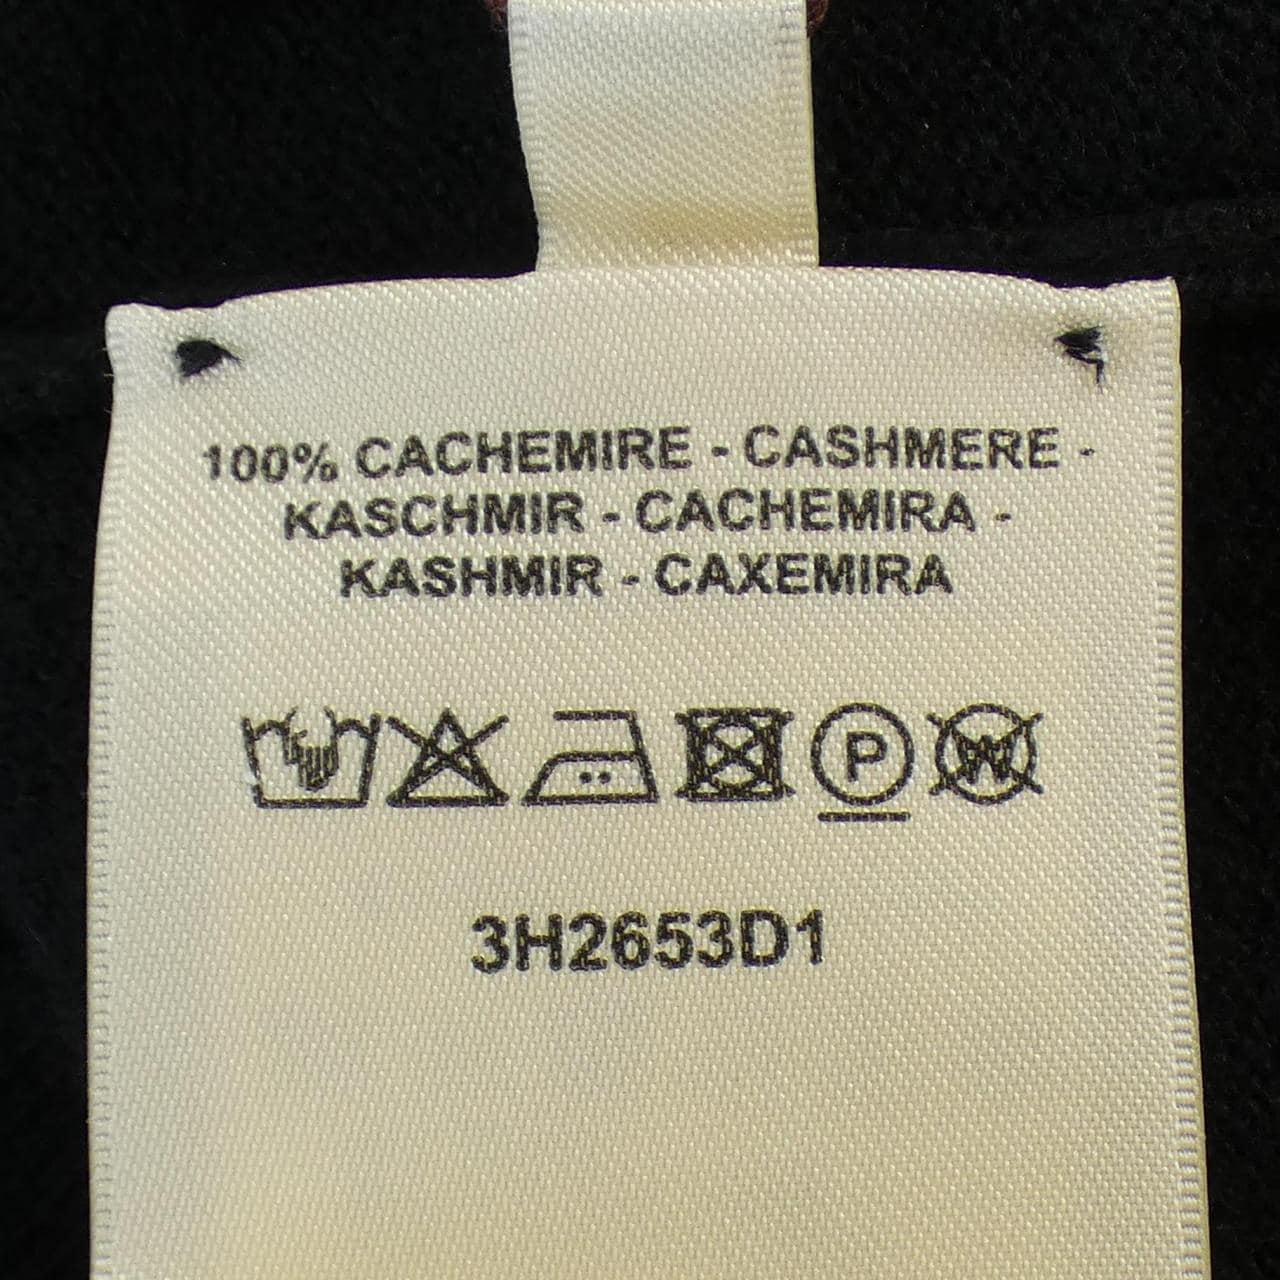 100% CACHEMIRE - CASHMERE -
KASCHMIR - CACHEMIRA -
KASHMIR - CAXEMIRA
P W
3H2653D1